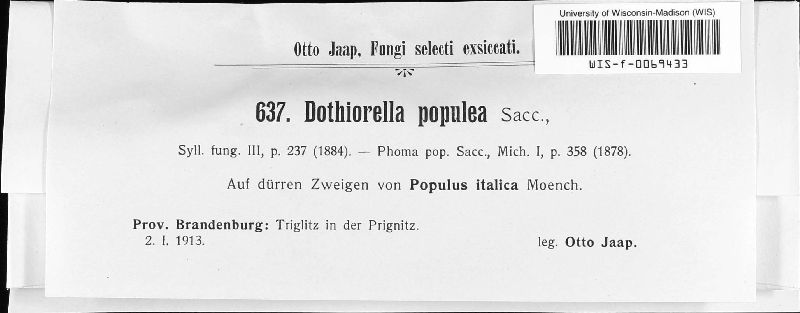 University of Wisconsin-Madison (WIS)
WIS-f-0069433
Otto Jaap, Fungi selecti exsiccati.
637. Dothiorella populea Sacc.,
Syll. fung. III, p. 237 (1884). — Phoma pop. Sacc., Mich. I, p. 358 (1878).
Auf dürren Zweigen von Populus italica Moench.
Prov. Brandenburg: Triglitz in der Prignitz.
2. I. 1913.
leg. Otto Jaap.